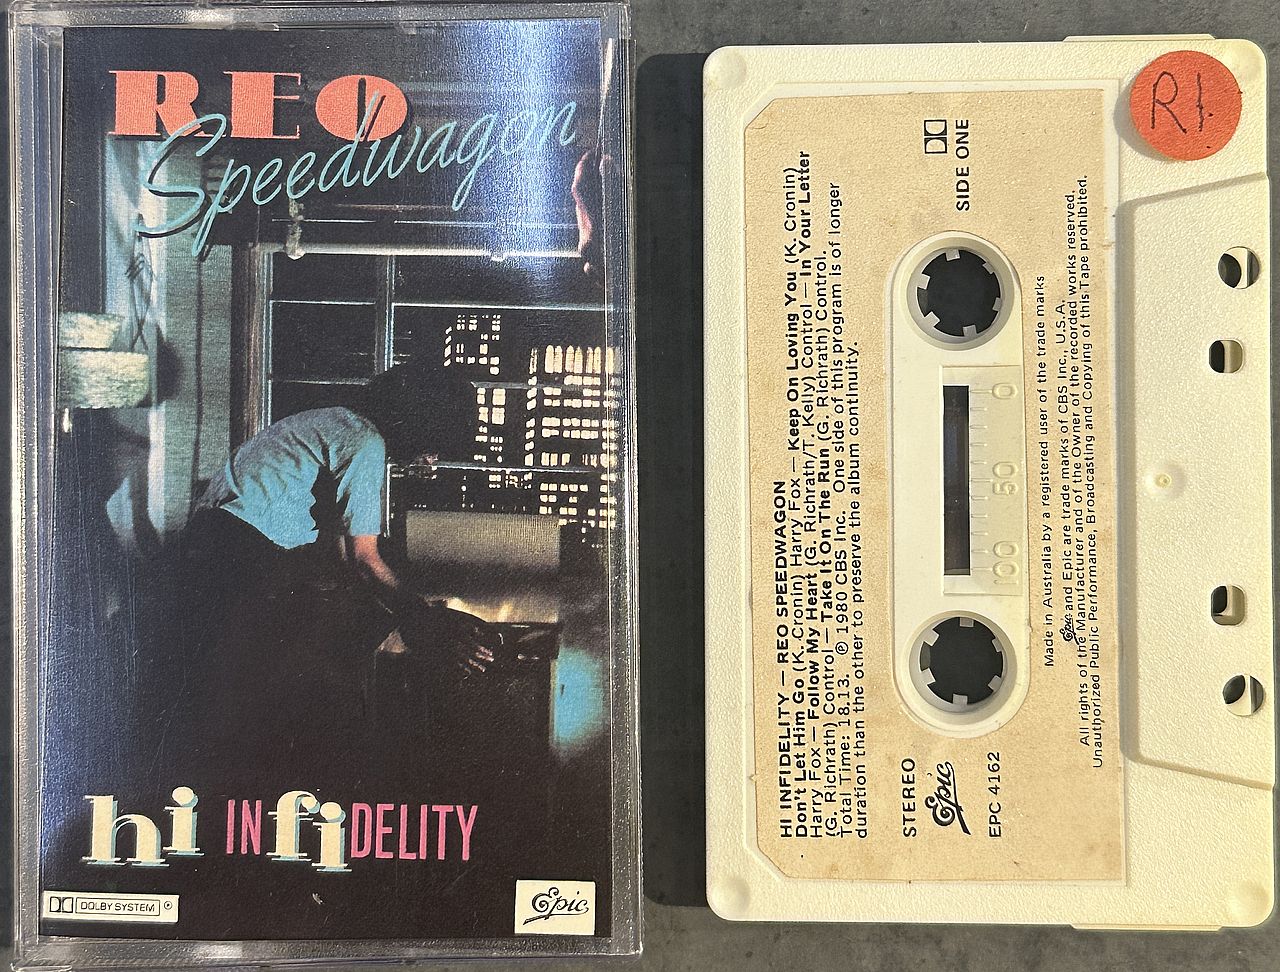 REO
Speedwagon
hi INfiDELITY
DOLBY SYSTEM ®
Epic
R1
SIDE ONE
HI INFIDELITY — REO SPEEDWAGON
Don't Let Him Go (K. Cronin) Harry Fox — Keep On Loving You (K. Cronin)
Harry Fox — Follow My Heart (G. Richrath/T. Kelly) Control — In Your Letter
(G. Richrath) Control — Take It On The Run (G. Richrath) Control.
Total Time: 18.13. ℗ 1980 CBS Inc. One side of this program is of longer
duration than the other to preserve the album continuity.
STEREO
Epic
EPC 4162
100 50 0
Made in Australia by a registered user of the trade marks
Epic and Epic are trade marks of CBS Inc., U.S.A.
All rights of the Manufacturer and of the Owner of the recorded works reserved.
Unauthorized Public Performance, Broadcasting and Copying of this Tape prohibited.